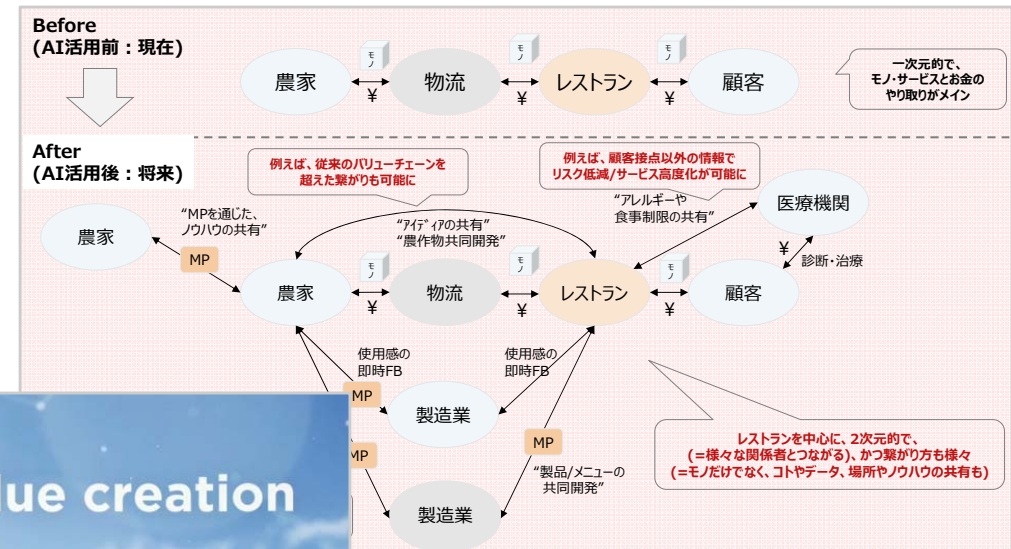 Before
(AI活用前：現在)
農家
モノ
¥
物流
モノ
¥
レストラン
モノ
¥
顧客
一次元的で、
モノ・サービスとお金の
やり取りがメイン
After
(AI活用後：将来)
例えば、従来のバリューチェーンを
超えた繋がりも可能に
例えば、顧客接点以外の情報で
リスク低減/サービス高度化が可能に
農家
“MPを通じた、
ノウハウの共有”
MP
“アイディアの共有”
“農作物共同開発”
“アレルギーや
食事制限の共有”
医療機関
¥
診断・治療
農家
モノ
¥
物流
モノ
¥
レストラン
モノ
¥
顧客
使用感の
即時FB
使用感の
即時FB
MP
製造業
MP
MP
“製品/メニューの
共同開発”
製造業
レストランを中心に、2次元的で、
(=様々な関係者とつながる)、かつ繋がり方も様々
(=モノだけでなく、コトやデータ、場所やノウハウの共有も)
lue creation